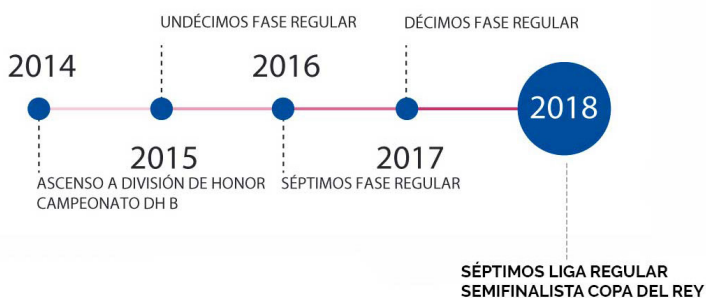 UNDÉCIMOS FASE REGULAR
DÉCIMOS FASE REGULAR
2014
2016
2018
2015
2017
ASCENSO A DIVISIÓN DE HONOR
CAMPEONATO DH B
SÉPTIMOS FASE REGULAR
SÉPTIMOS LIGA REGULAR
SEMIFINALISTA COPA DEL REY